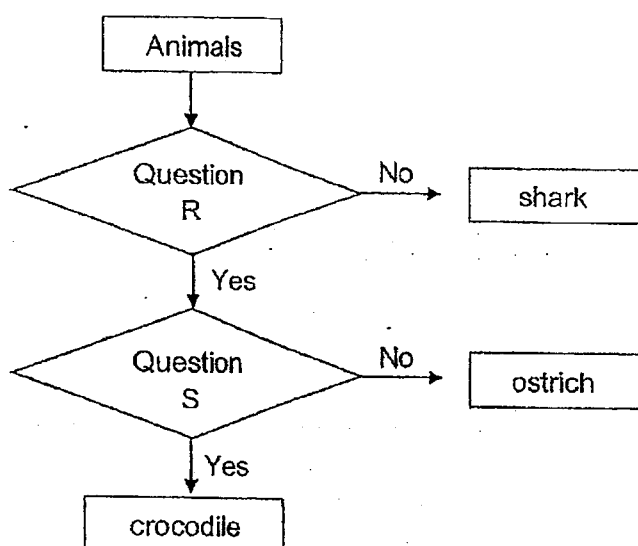 Animals
Question
R
No
shark
Yes
Question
S
No
ostrich
Yes
crocodile